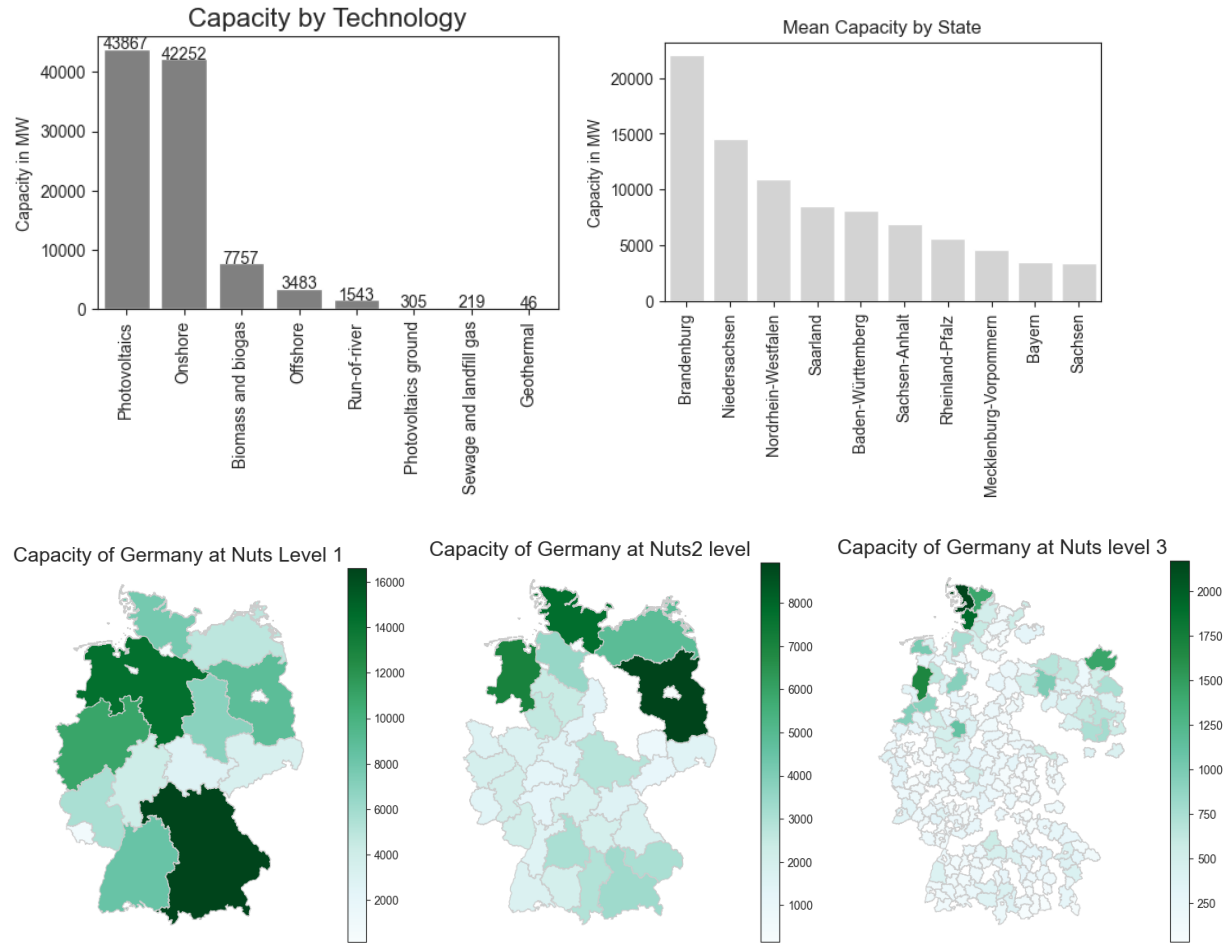 Capacity by Technology
Capacity in MW
40000
30000
20000
10000
0
43867
42252
7757
3483
1543
305
219
46
Photovoltaics
Onshore
Biomass and biogas
Offshore
Run-of-river
Photovoltaics ground
Sewage and landfill gas
Geothermal
Mean Capacity by State
Capacity in MW
20000
15000
10000
5000
0
Brandenburg
Niedersachsen
Nordrhein-Westfalen
Saarland
Baden-Württemberg
Sachsen-Anhalt
Rheinland-Pfalz
Mecklenburg-Vorpommern
Bayern
Sachsen
Capacity of Germany at Nuts Level 1
16000
14000
12000
10000
8000
6000
4000
2000
Capacity of Germany at Nuts2 level
8000
7000
6000
5000
4000
3000
2000
1000
Capacity of Germany at Nuts level 3
2000
1750
1500
1250
1000
750
500
250